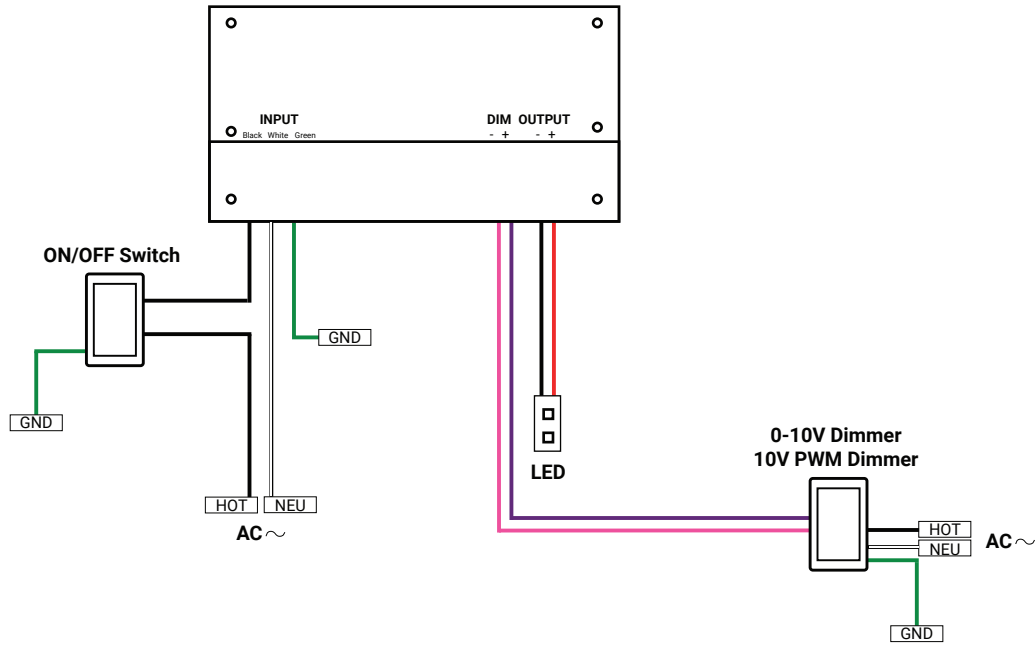 INPUT
Black White Green
DIM OUTPUT
- + - +
ON/OFF Switch
GND
GND
HOT NEU
AC ~
LED
0-10V Dimmer
10V PWM Dimmer
HOT
NEU
AC ~
GND